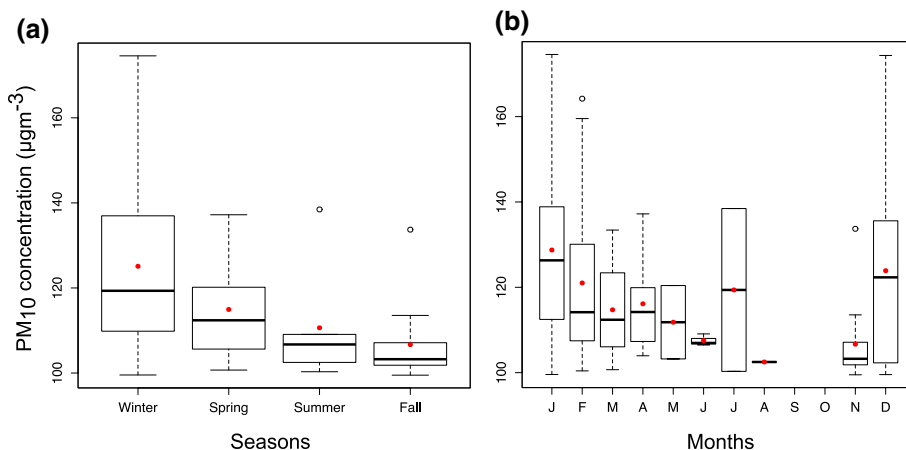 (a)
PM10 concentration (µgm−3)
160
140
120
100
Winter Spring Summer Fall
Seasons
(b)
160
140
120
100
J F M A M J J A S O N D
Months